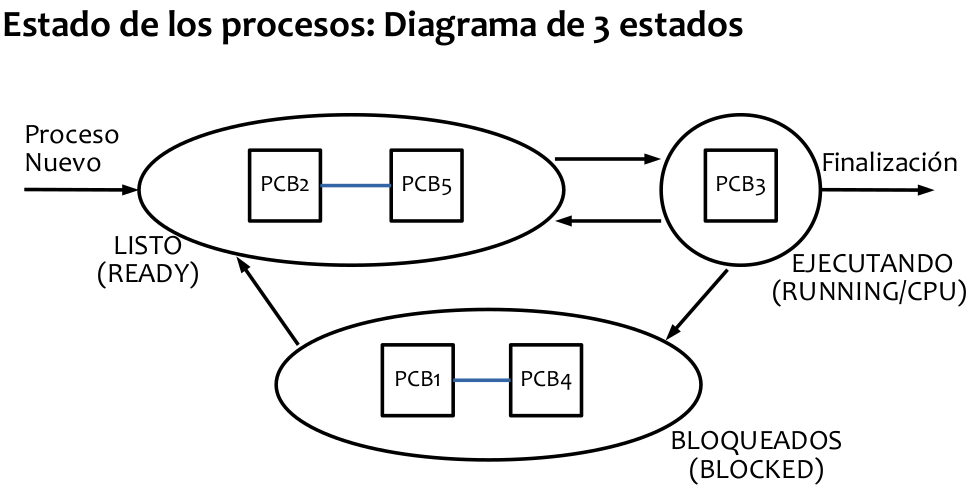 Estado de los procesos: Diagrama de 3 estados
Proceso
Nuevo
PCB2
PCB5
PCB3
Finalización
LISTO
(READY)
EJECUTANDO
(RUNNING/CPU)
PCB1
PCB4
BLOQUEADOS
(BLOCKED)